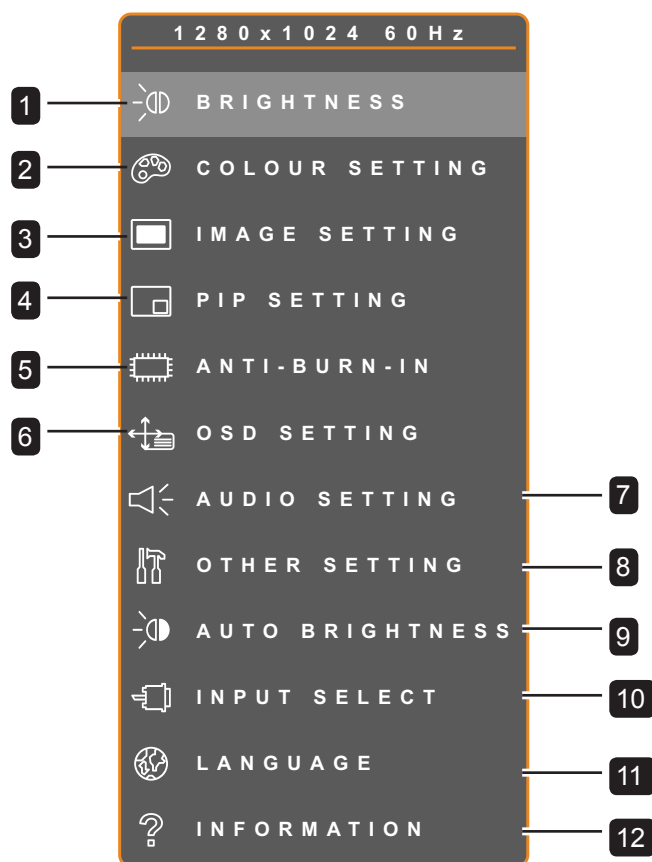 1280x1024 60Hz
1 BRIGHTNESS
2 COLOUR SETTING
3 IMAGE SETTING
4 PIP SETTING
5 ANTI-BURN-IN
6 OSD SETTING
AUDIO SETTING 7
OTHER SETTING 8
AUTO BRIGHTNESS 9
INPUT SELECT 10
LANGUAGE 11
INFORMATION 12